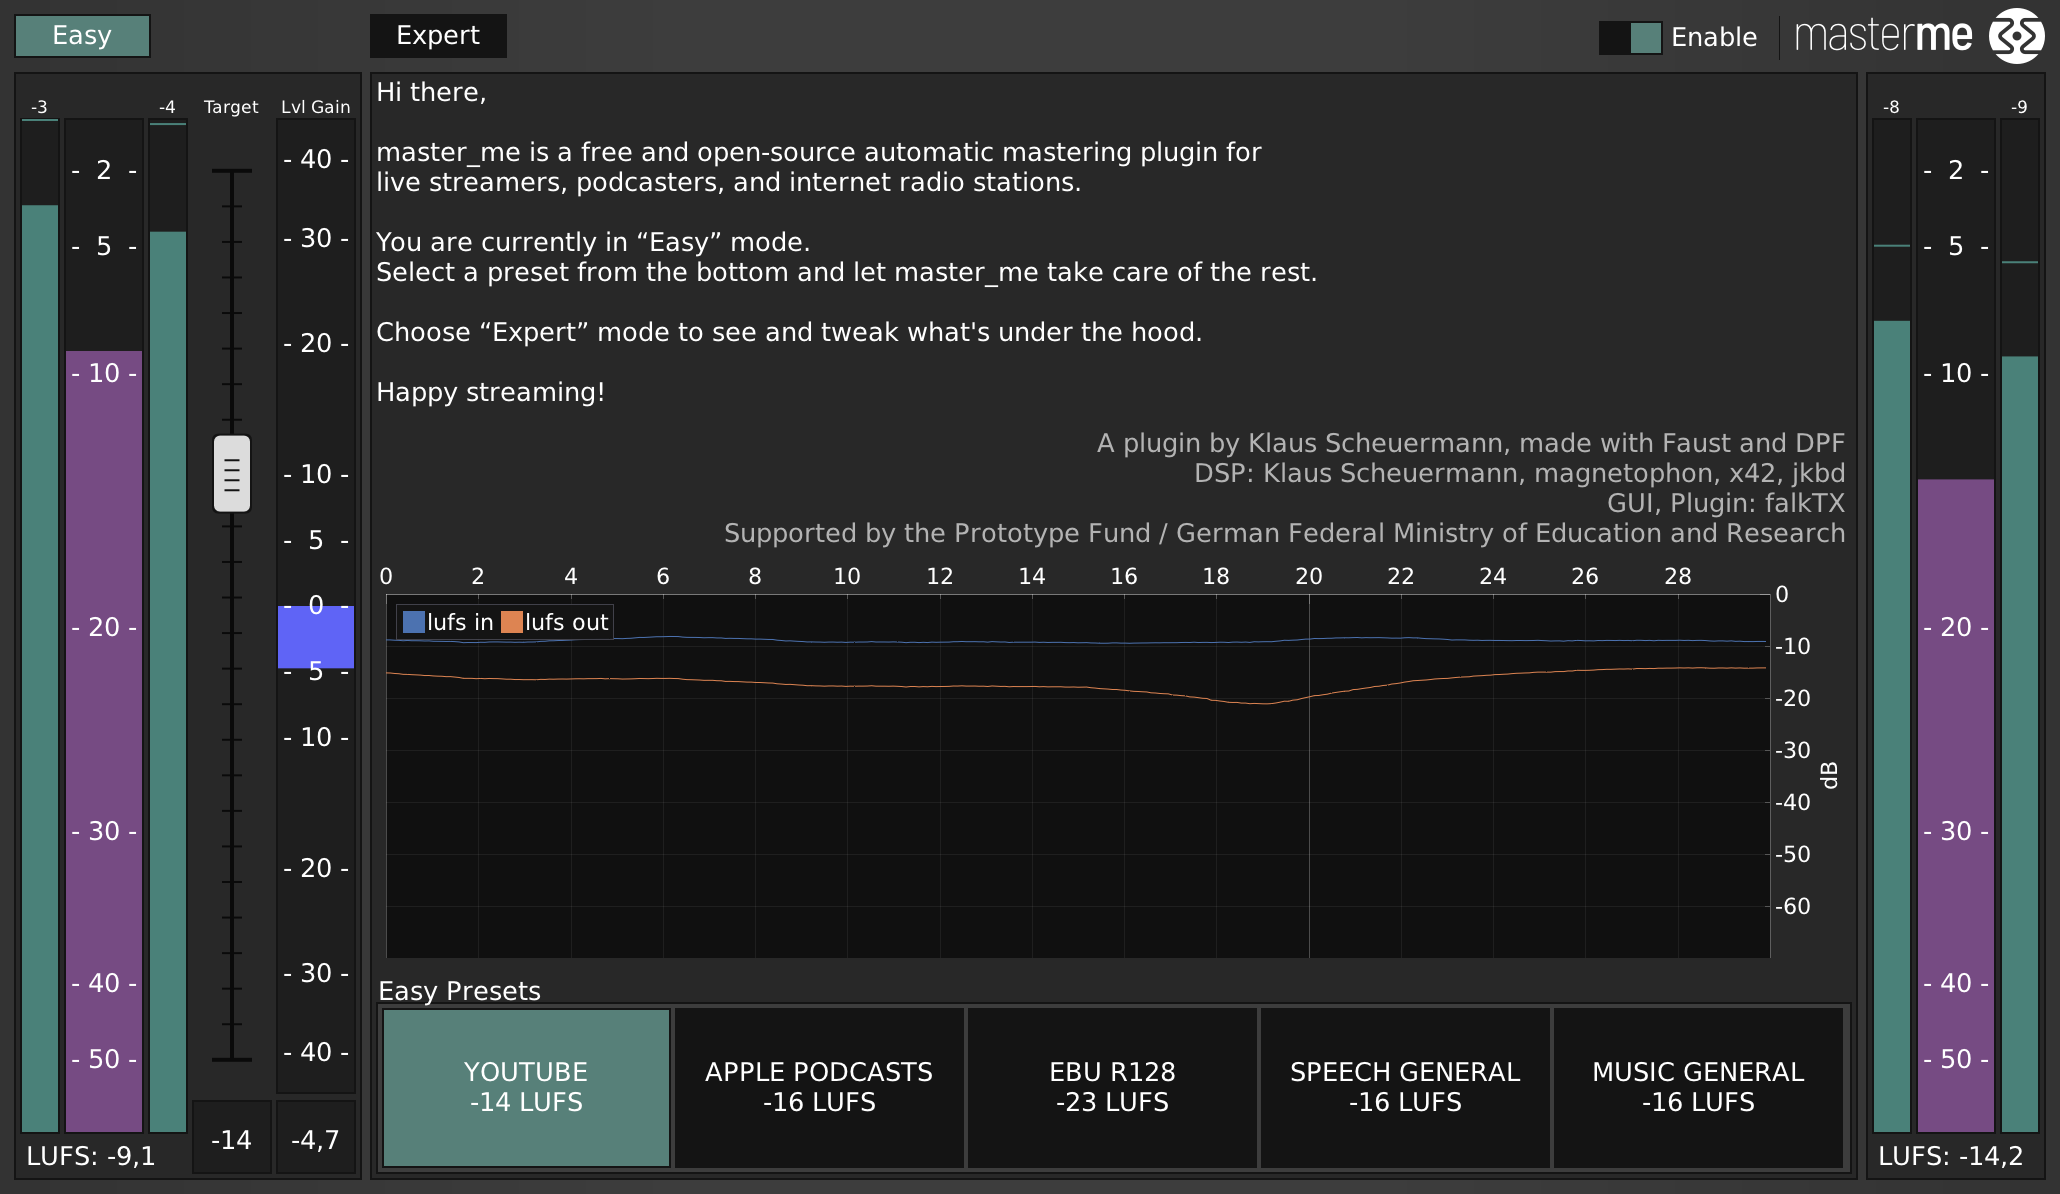 Easy
Expert
Enable
masterme
-3
-4
Target
Lvl Gain
- 2 -
- 5 -
- 10 -
- 20 -
- 30 -
- 40 -
- 50 -
- 40 -
- 30 -
- 20 -
- 10 -
- 5 -
- 0 -
- 5 -
- 10 -
- 20 -
- 30 -
- 40 -
-14
-4,7
LUFS: -9,1
Hi there,
master_me is a free and open-source automatic mastering plugin for
live streamers, podcasters, and internet radio stations.
You are currently in “Easy” mode.
Select a preset from the bottom and let master_me take care of the rest.
Choose “Expert” mode to see and tweak what's under the hood.
Happy streaming!
A plugin by Klaus Scheuermann, made with Faust and DPF
DSP: Klaus Scheuermann, magnetophon, x42, jkbd
GUI, Plugin: falkTX
Supported by the Prototype Fund / German Federal Ministry of Education and Research
0 2 4 6 8 10 12 14 16 18 20 22 24 26 28
lufs in lufs out
0
-10
-20
-30
-40
-50
-60
dB
Easy Presets
YOUTUBE
-14 LUFS
APPLE PODCASTS
-16 LUFS
EBU R128
-23 LUFS
SPEECH GENERAL
-16 LUFS
MUSIC GENERAL
-16 LUFS
-8
-9
- 2 -
- 5 -
- 10 -
- 20 -
- 30 -
- 40 -
- 50 -
LUFS: -14,2